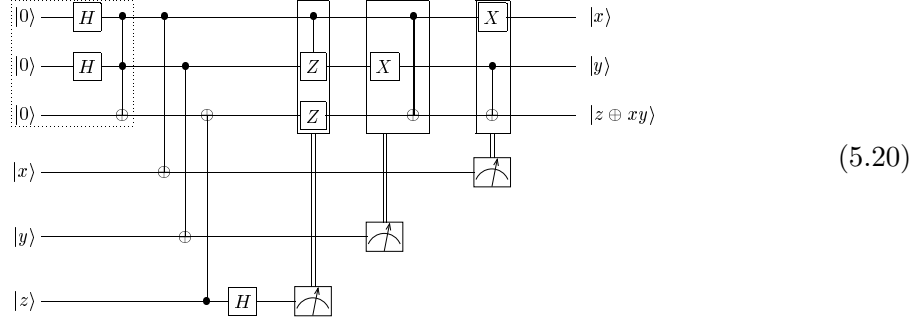 |0⟩ H Z X |x⟩
|0⟩ H Z X |y⟩
|0⟩ Z |z ⊕ xy⟩
(5.20)
|x⟩
|y⟩
|z⟩ H